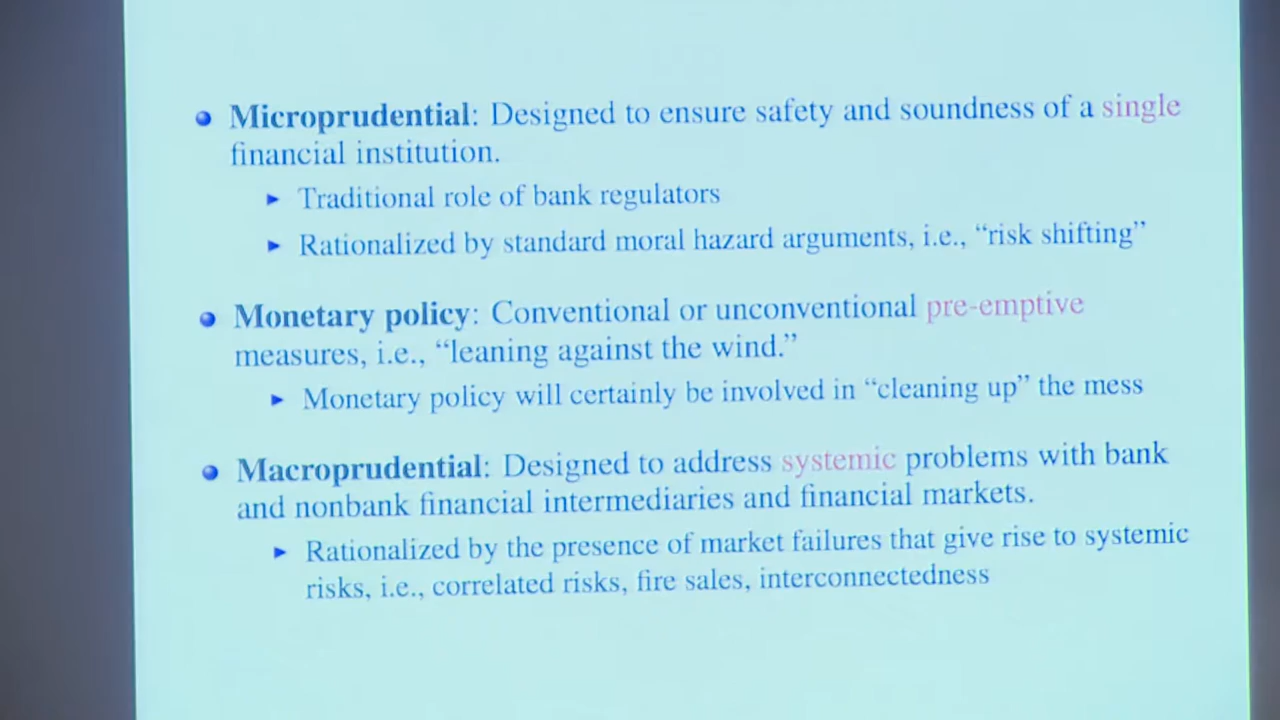 Microprudential: Designed to ensure safety and soundness of a single
financial institution.
Traditional role of bank regulators
Rationalized by standard moral hazard arguments, i.e., “risk shifting”
Monetary policy: Conventional or unconventional pre-emptive
measures, i.e., “leaning against the wind.”
Monetary policy will certainly be involved in “cleaning up” the mess
Macroprudential: Designed to address systemic problems with bank
and nonbank financial intermediaries and financial markets.
Rationalized by the presence of market failures that give rise to systemic
risks, i.e., correlated risks, fire sales, interconnectedness